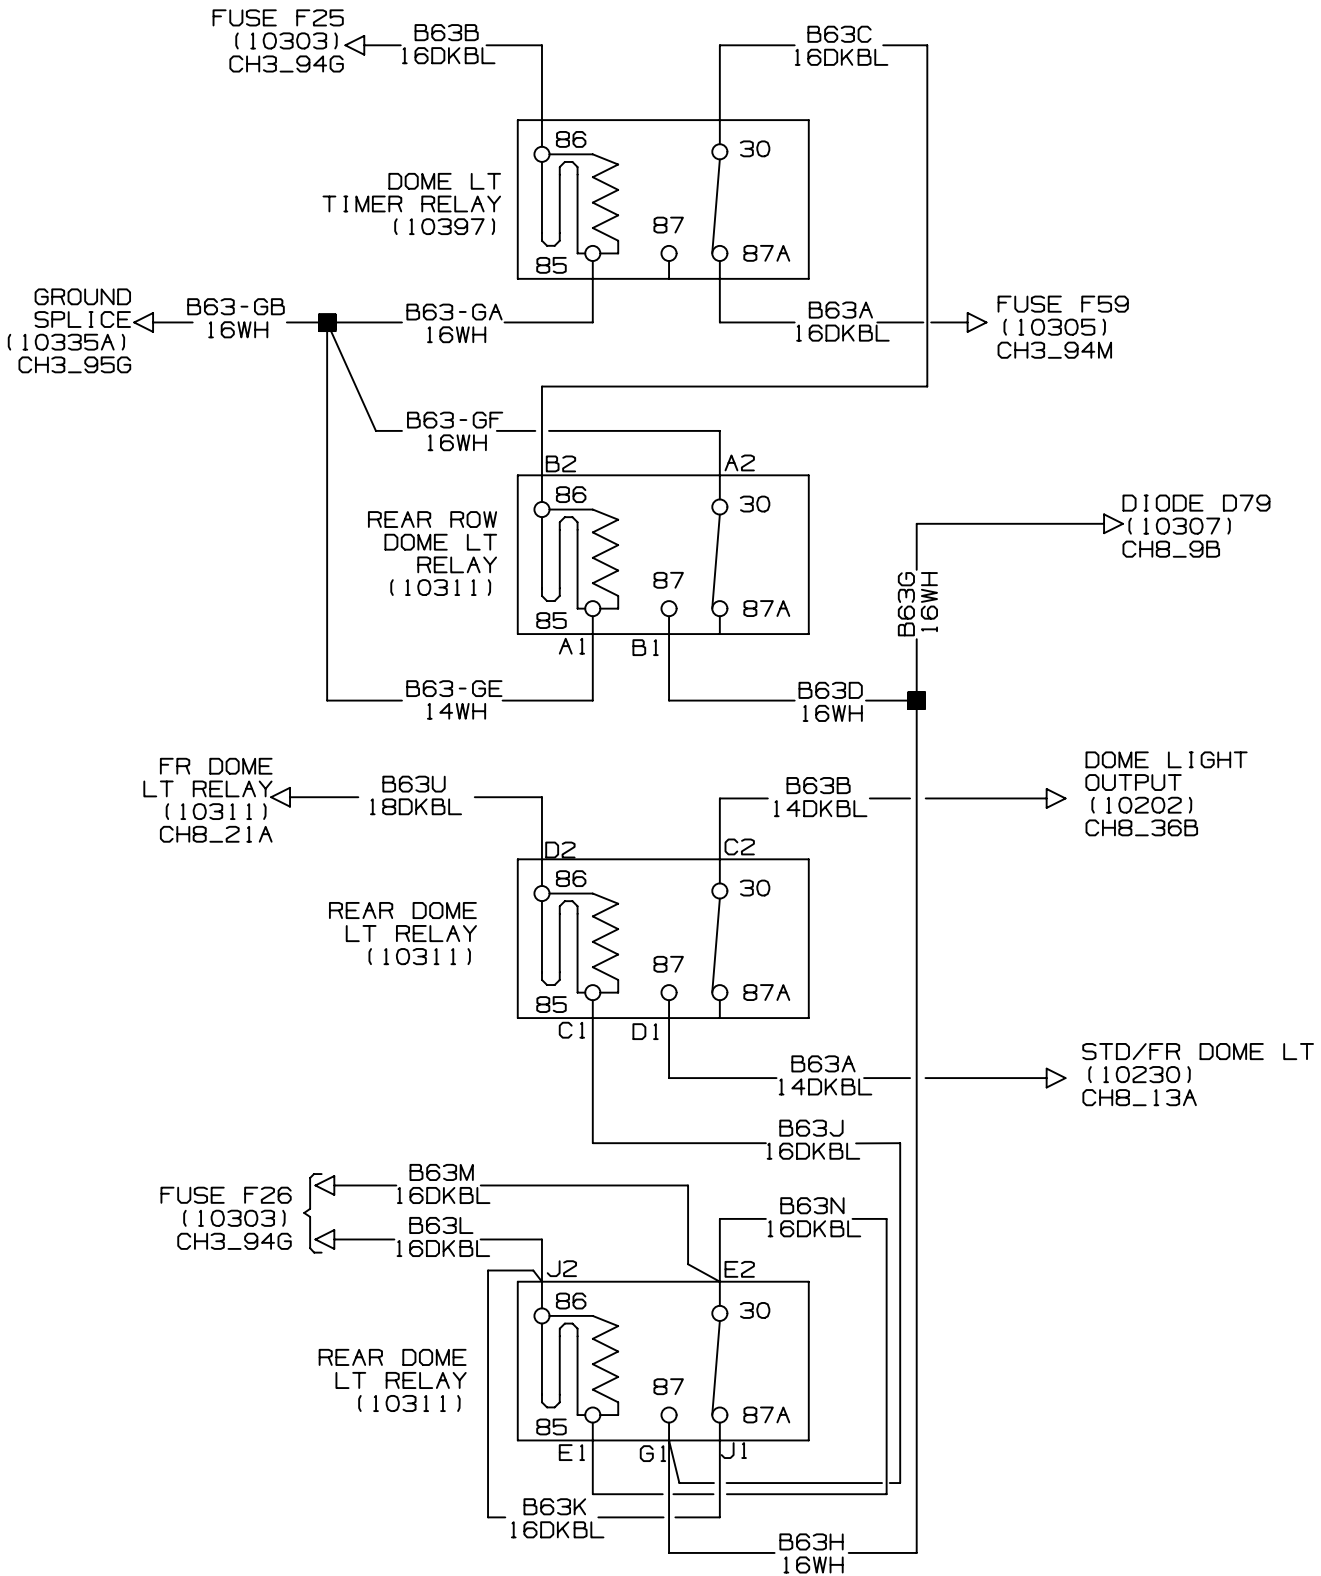 FUSE F25
(10303)
CH3_94G
B63B
16DKBL
B63C
16DKBL
86
30
DOME LT
TIMER RELAY
(10397)
87
85
87A
GROUND
SPLICE
(10335A)
CH3_95G
B63-GB
16WH
B63-GA
16WH
B63A
16DKBL
FUSE F59
(10305)
CH3_94M
B63-GF
16WH
B2
A2
86
30
REAR ROW
DOME LT
RELAY
(10311)
87
85
87A
A1
B1
DIODE D79
(10307)
CH8_9B
B63G
16WH
B63-GE
14WH
B63D
16WH
FR DOME
LT RELAY
(10311)
CH8_21A
B63U
18DKBL
B63B
14DKBL
DOME LIGHT
OUTPUT
(10202)
CH8_36B
D2
C2
86
30
REAR DOME
LT RELAY
(10311)
87
85
87A
C1
D1
B63A
14DKBL
STD/FR DOME LT
(10230)
CH8_13A
B63J
16DKBL
FUSE F26
(10303)
CH3_94G
B63M
16DKBL
B63L
16DKBL
B63N
16DKBL
J2
E2
86
30
REAR DOME
LT RELAY
(10311)
87
85
87A
E1
G1
J1
B63K
16DKBL
B63H
16WH